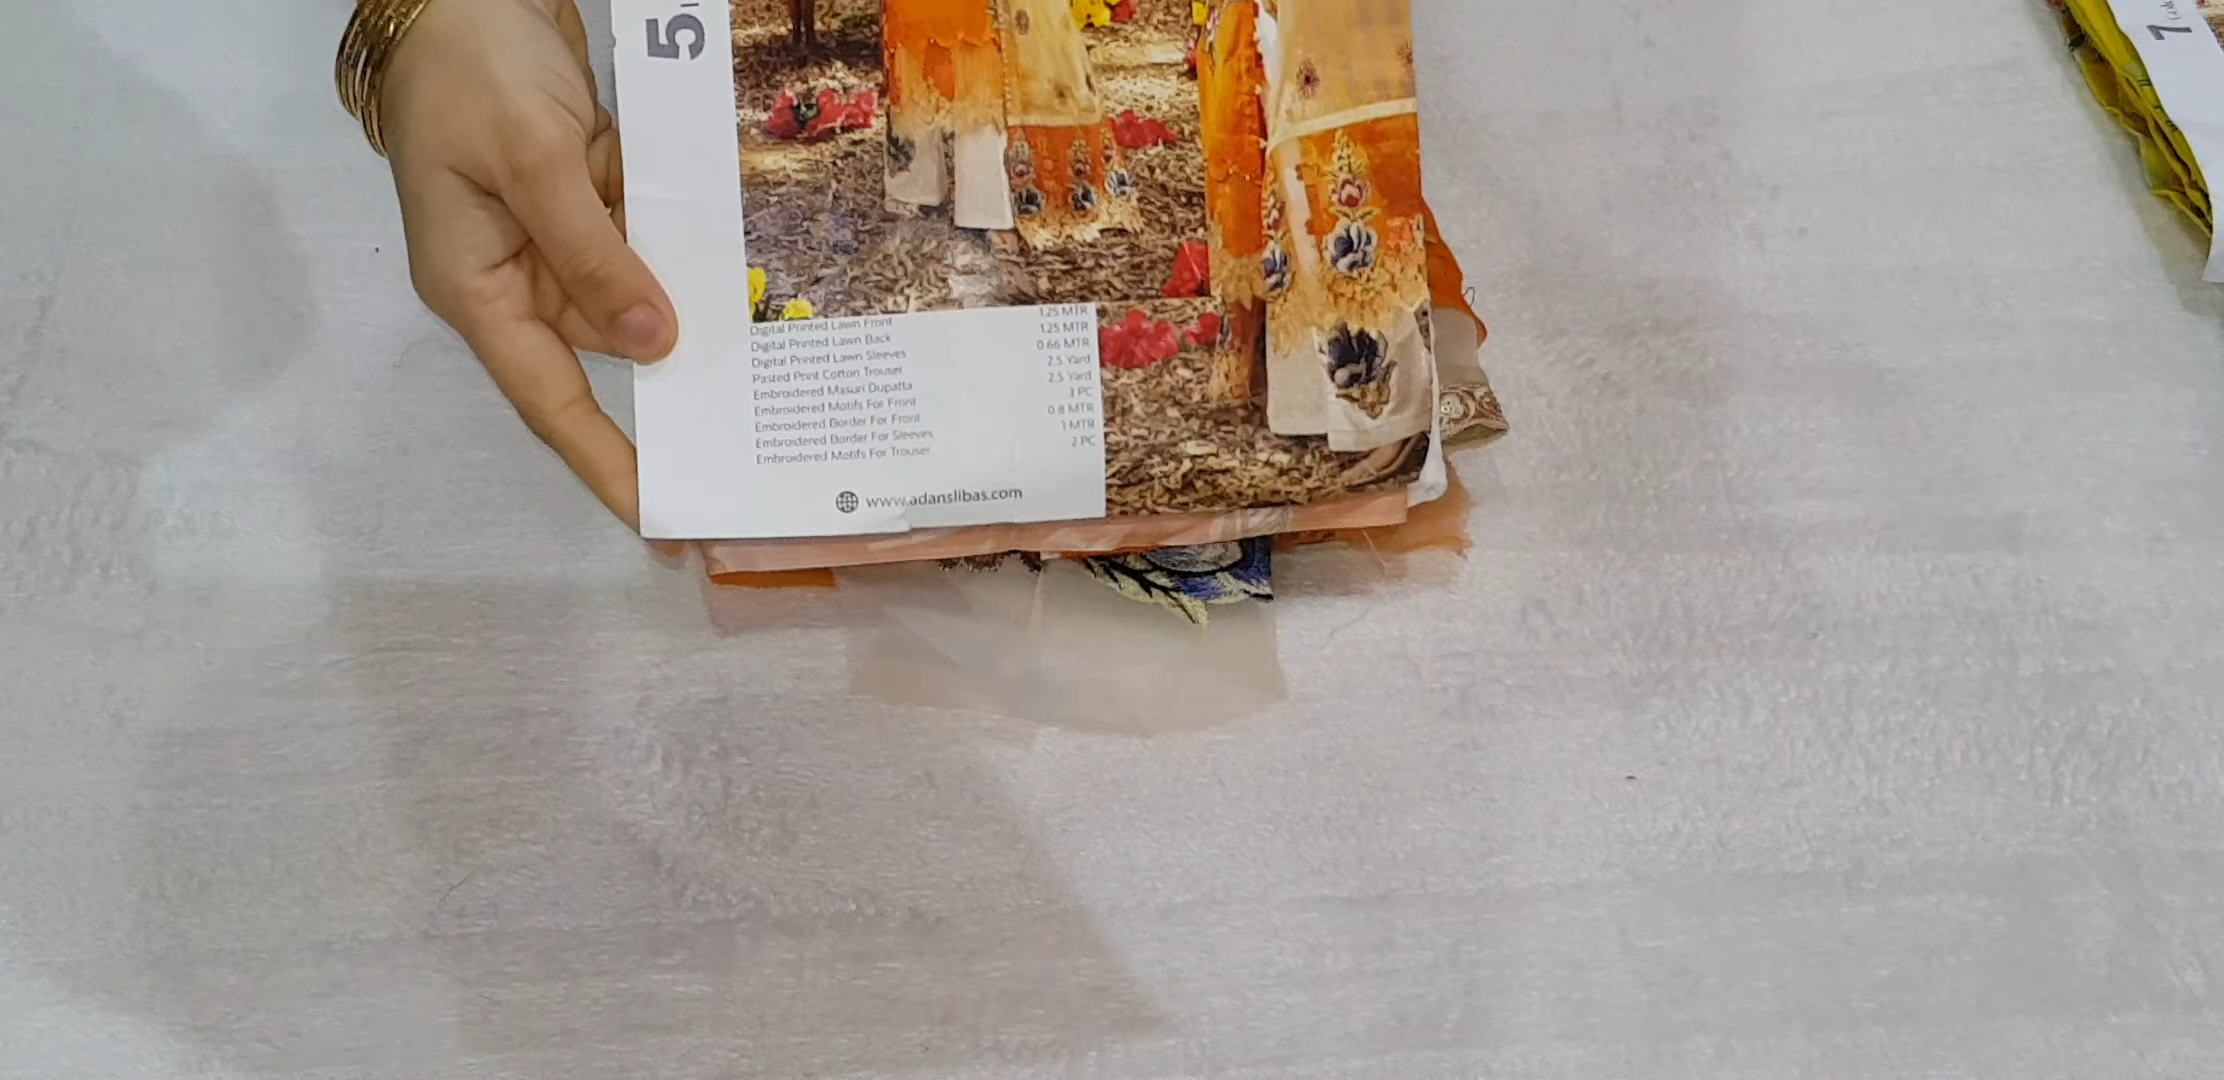 5
Digital Printed Lawn Front 1.25 MTR
Digital Printed Lawn Back 1.25 MTR
Digital Printed Lawn Sleeves 0.66 MTR
Pasted Print Cotton Trouser 2.5 Yard
Embroidered Masuri Dupatta 2.5 Yard
Embroidered Motifs For Front 1 PC
Embroidered Border For Front 0.8 MTR
Embroidered Border For Sleeves 1 MTR
Embroidered Motifs For Trouser 2 PC
www.adanslibas.com
7